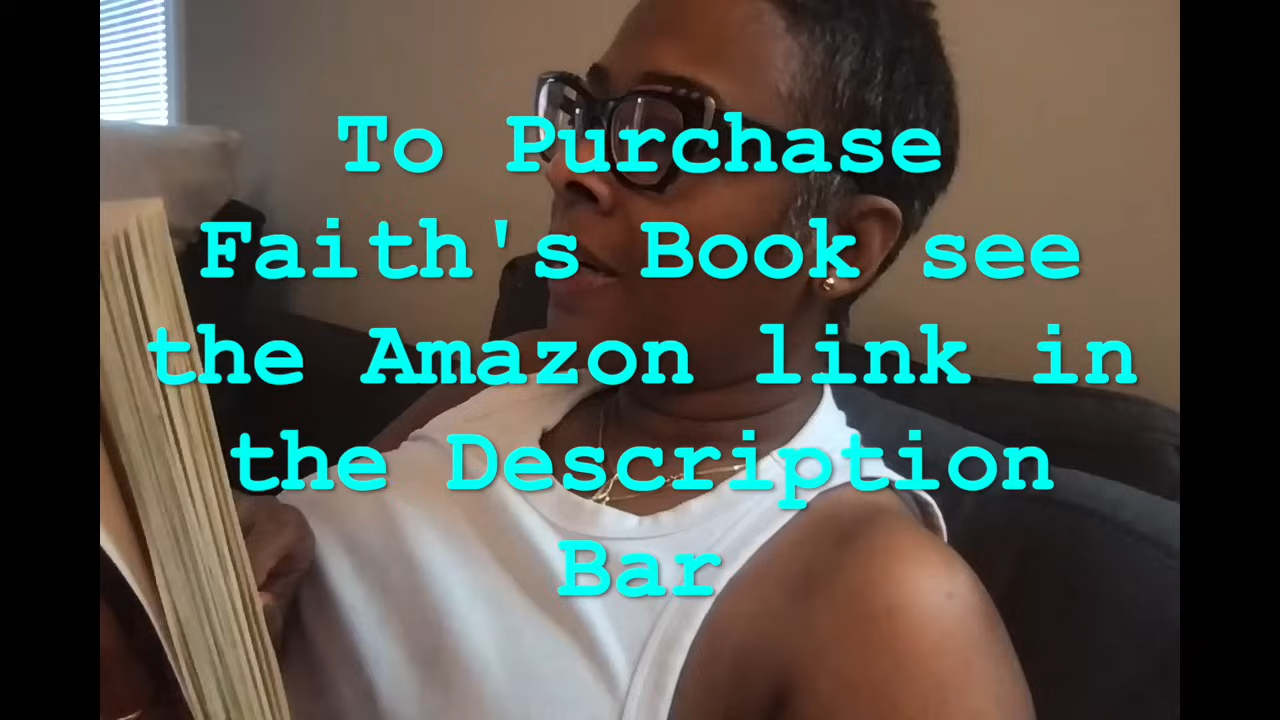 To Purchase
Faith's Book see
the Amazon link in
the Description
Bar